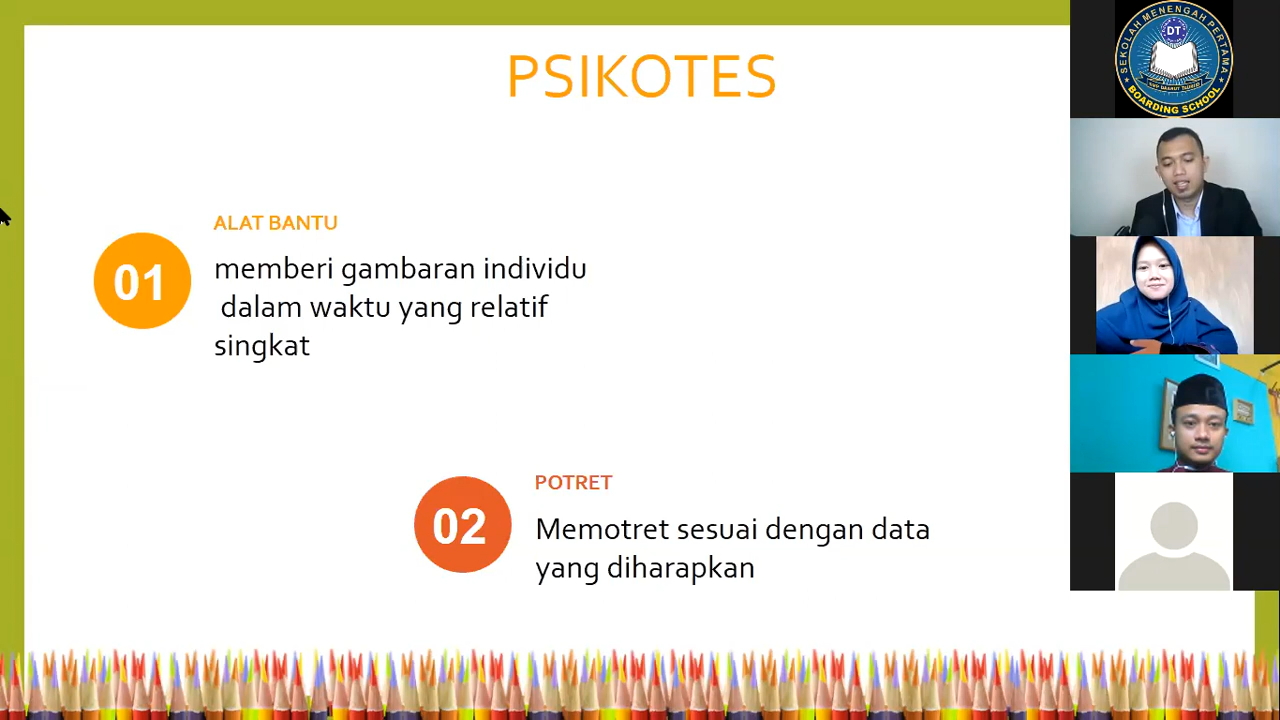 PSIKOTES
ALAT BANTU
01
memberi gambaran individu
dalam waktu yang relatif
singkat
POTRET
02
Memotret sesuai dengan data
yang diharapkan
SEKOLAH MENENGAH PERTAMA
DT
BOARDING SCHOOL